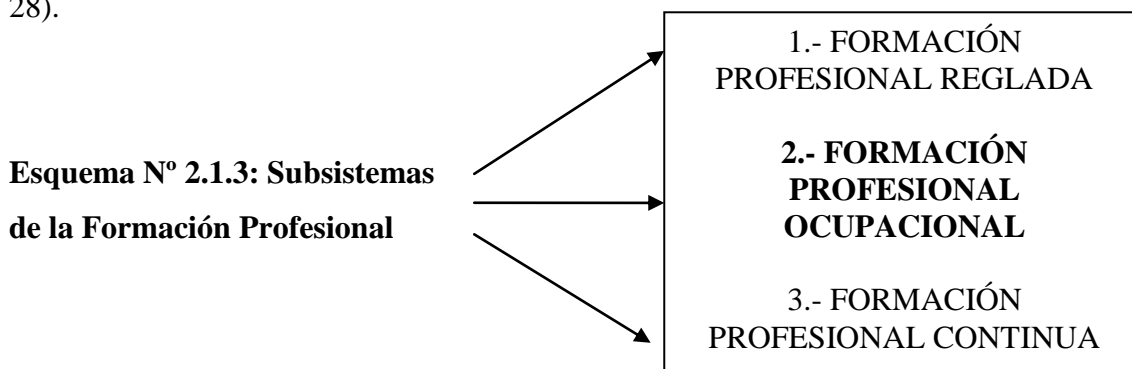 28).
Esquema Nº 2.1.3: Subsistemas
de la Formación Profesional
1.- FORMACIÓN
PROFESIONAL REGLADA
2.- FORMACIÓN
PROFESIONAL
OCUPACIONAL
3.- FORMACIÓN
PROFESIONAL CONTINUA